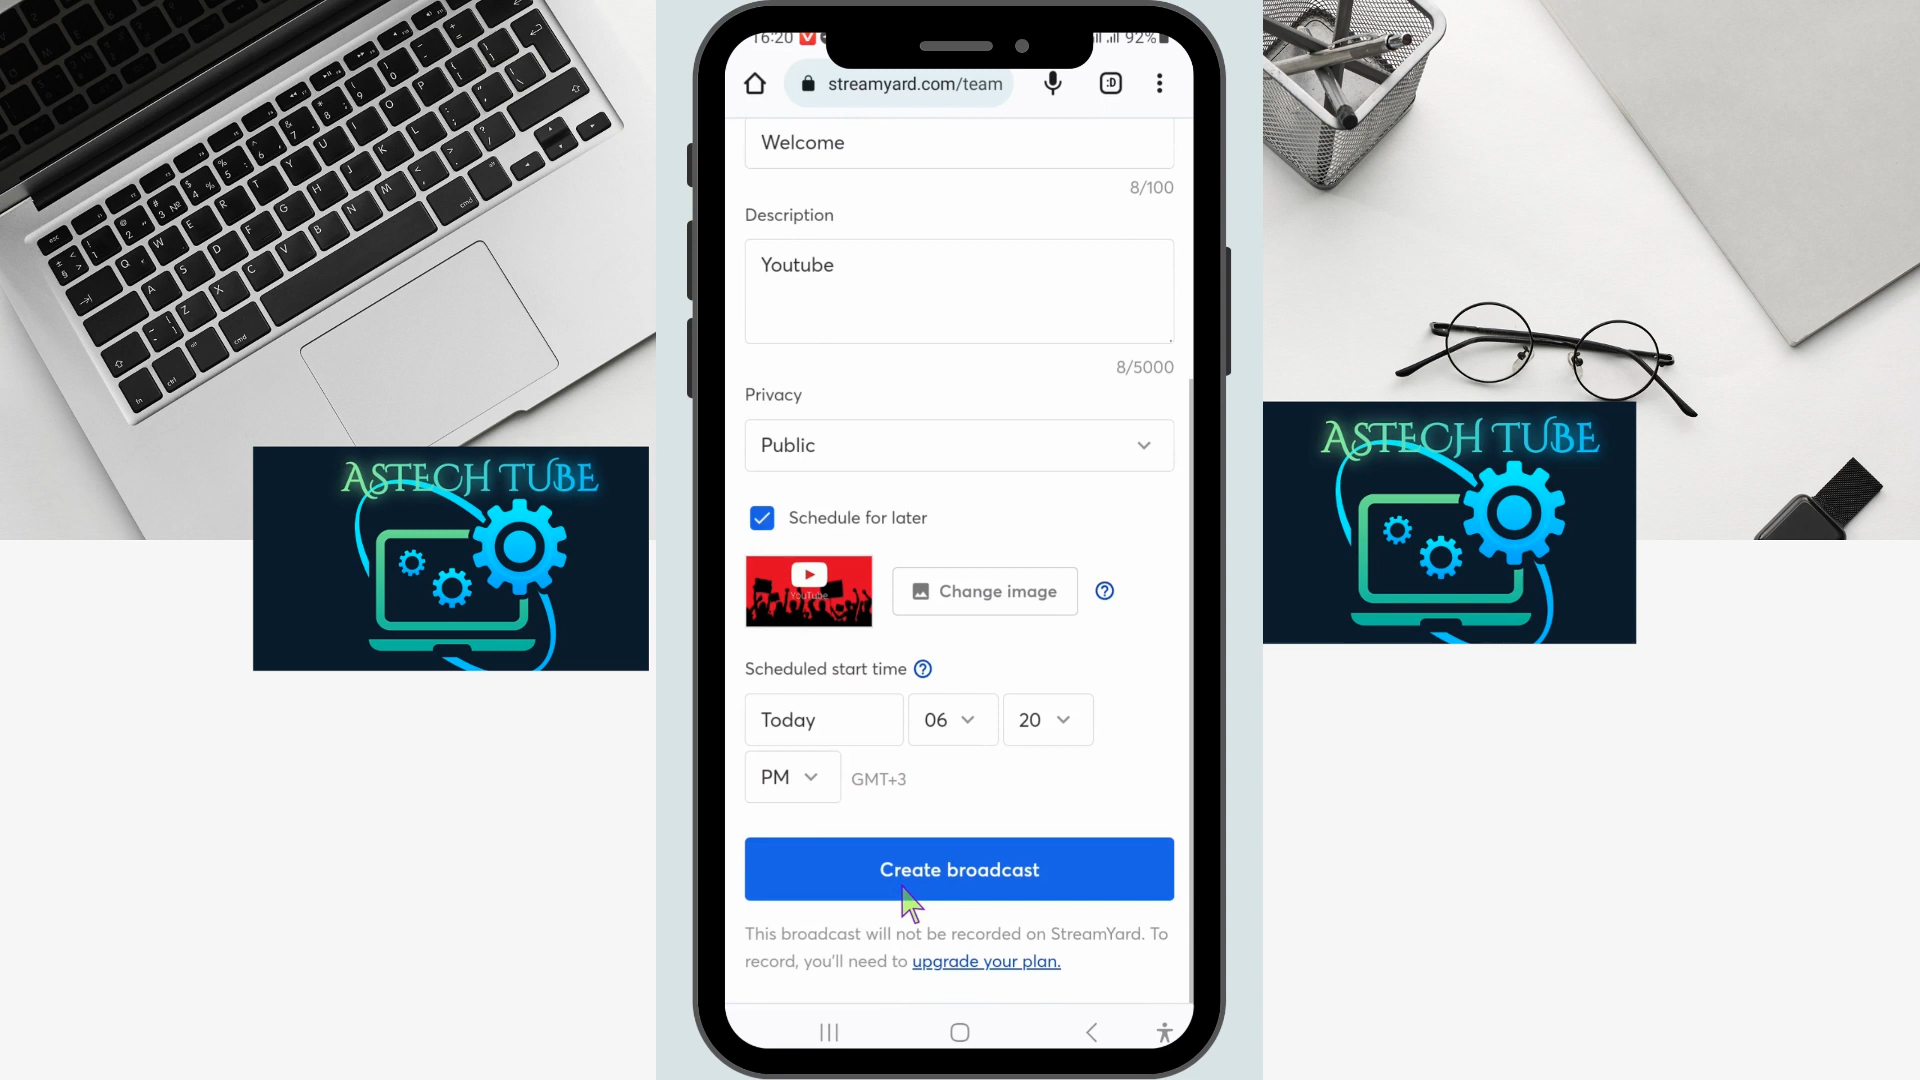 16:20
92%
streamyard.com/team
Welcome
8/100
Description
Youtube
8/5000
Privacy
Public
Schedule for later
YouTube
Change image
Scheduled start time
Today 06 20
PM GMT+3
Create broadcast
This broadcast will not be recorded on StreamYard. To
record, you'll need to upgrade your plan.
ASTECH TUBE
ASTECH TUBE